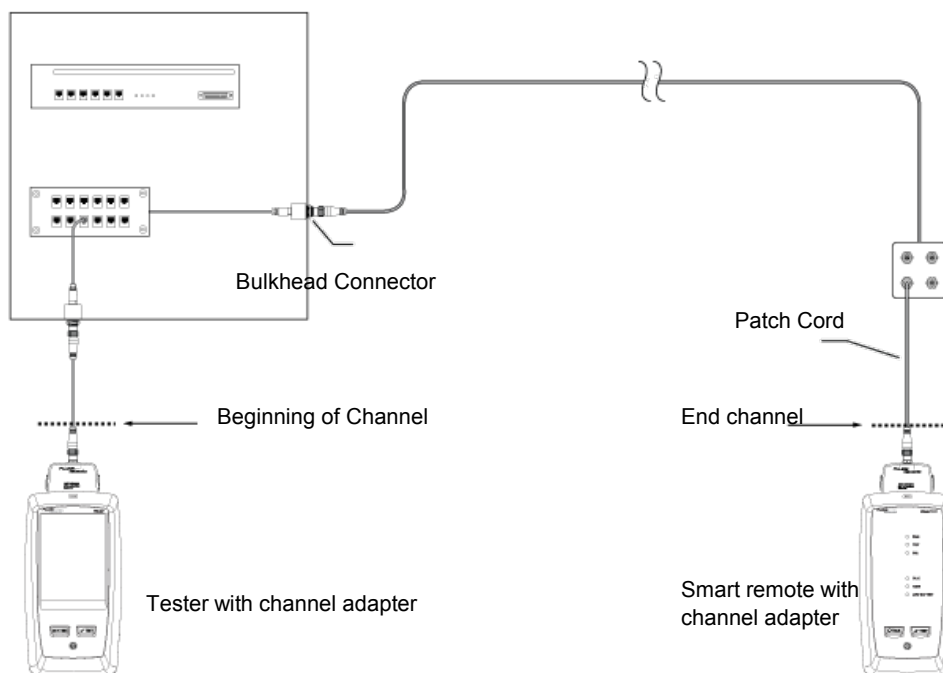 Bulkhead Connector
Patch Cord
Beginning of Channel
End channel
Tester with channel adapter
Smart remote with
channel adapter